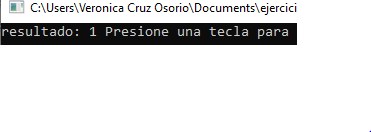 C:\Users\Veronica Cruz Osorio\Documents\ejercici
resultado: 1 Presione una tecla para